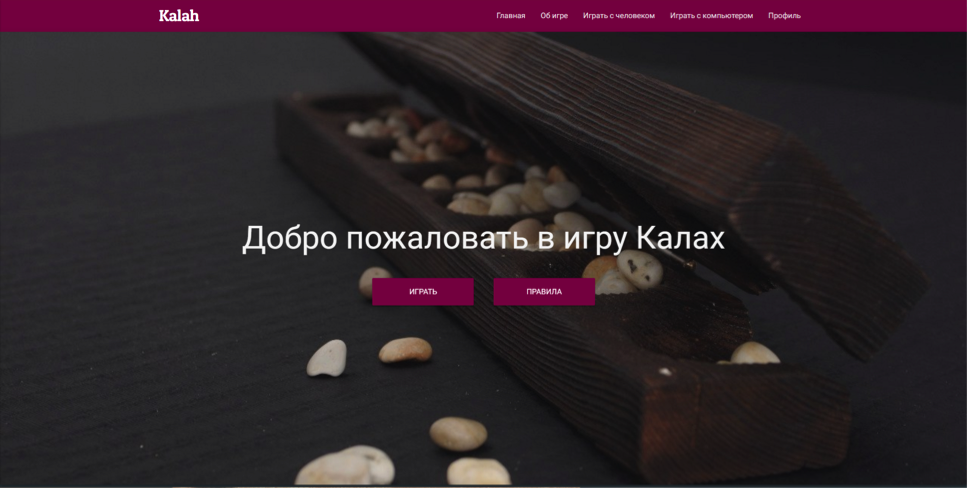 Kalah
Главная Об игре Играть с человеком Играть с компьютером Профиль
Добро пожаловать в игру Калах
ИГРАТЬ ПРАВИЛА